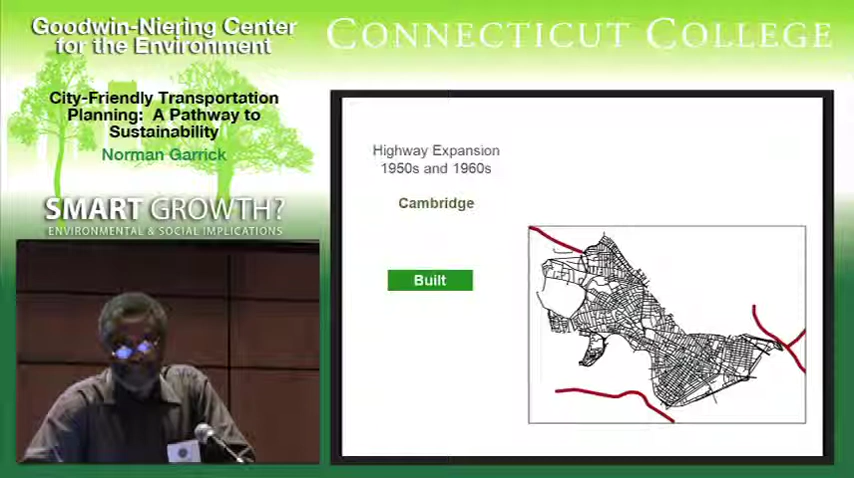 Goodwin-Niering Center
for the Environment
CONNECTICUT COLLEGE
City-Friendly Transportation
Planning: A Pathway to
Sustainability
Norman Garrick
SMART GROWTH?
ENVIRONMENTAL & SOCIAL IMPLICATIONS
Highway Expansion
1950s and 1960s
Cambridge
Built